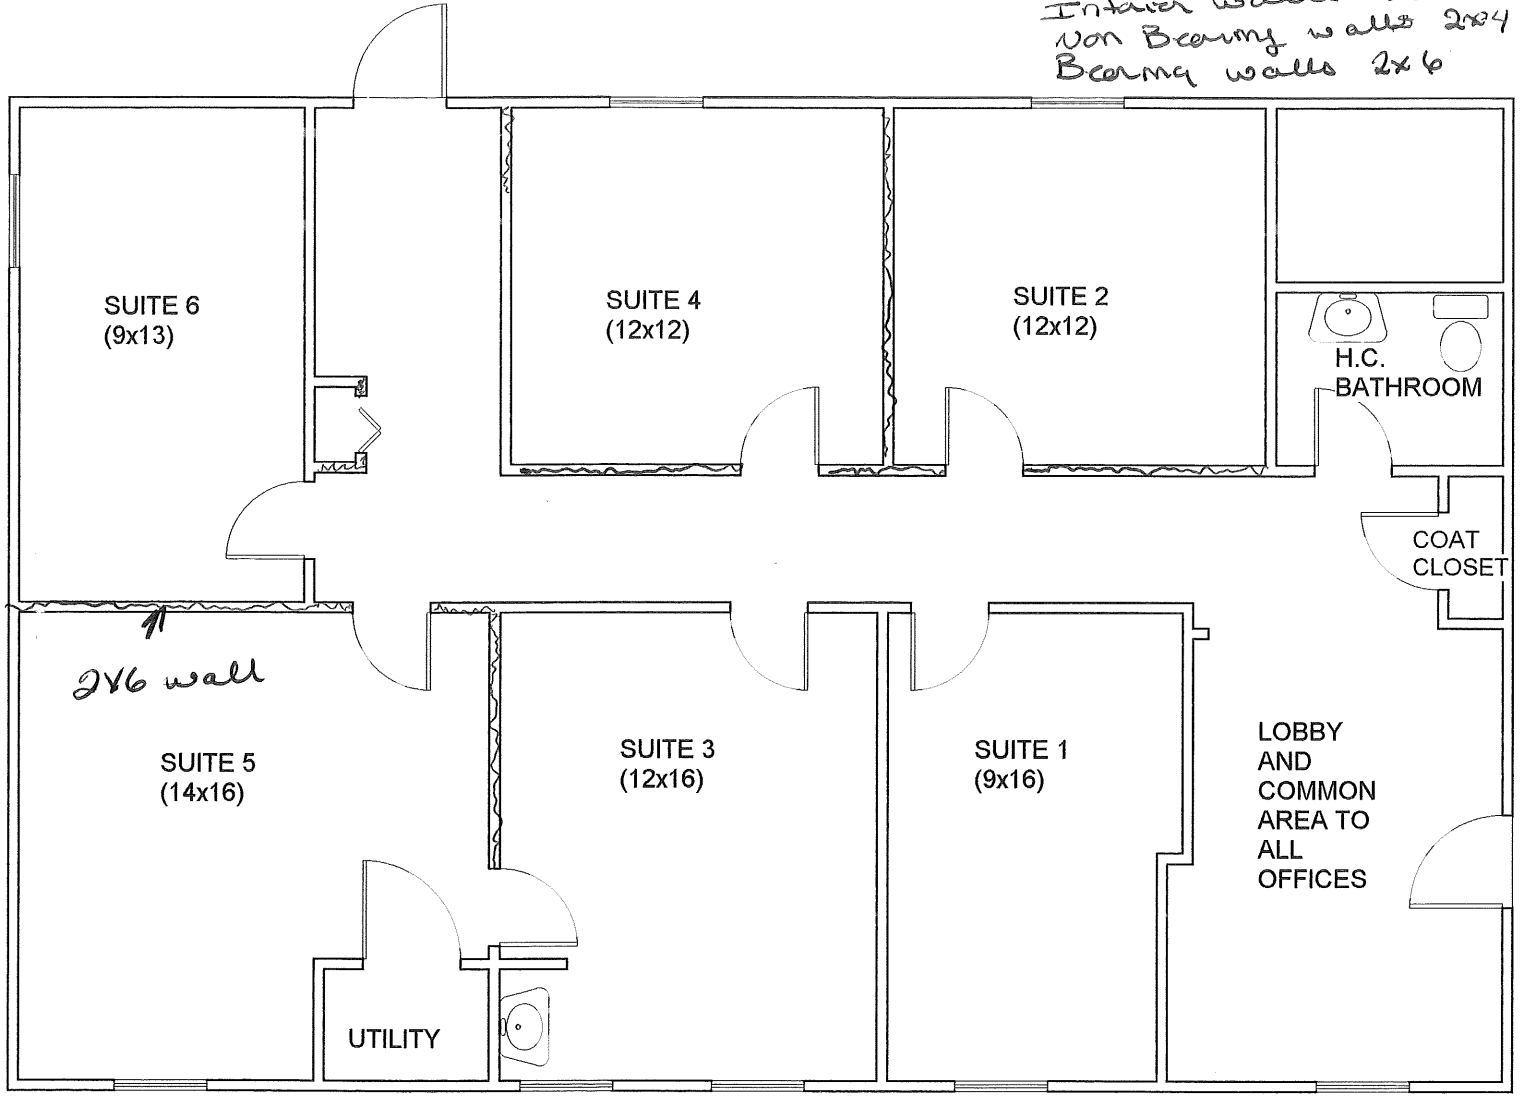 Interior walls
Non Bearing walls 2x4
Bearing walls 2x6
SUITE 6
(9x13)
SUITE 4
(12x12)
SUITE 2
(12x12)
H.C.
BATHROOM
COAT
CLOSET
2x6 wall
SUITE 5
(14x16)
SUITE 3
(12x16)
SUITE 1
(9x16)
LOBBY
AND
COMMON
AREA TO
ALL
OFFICES
UTILITY